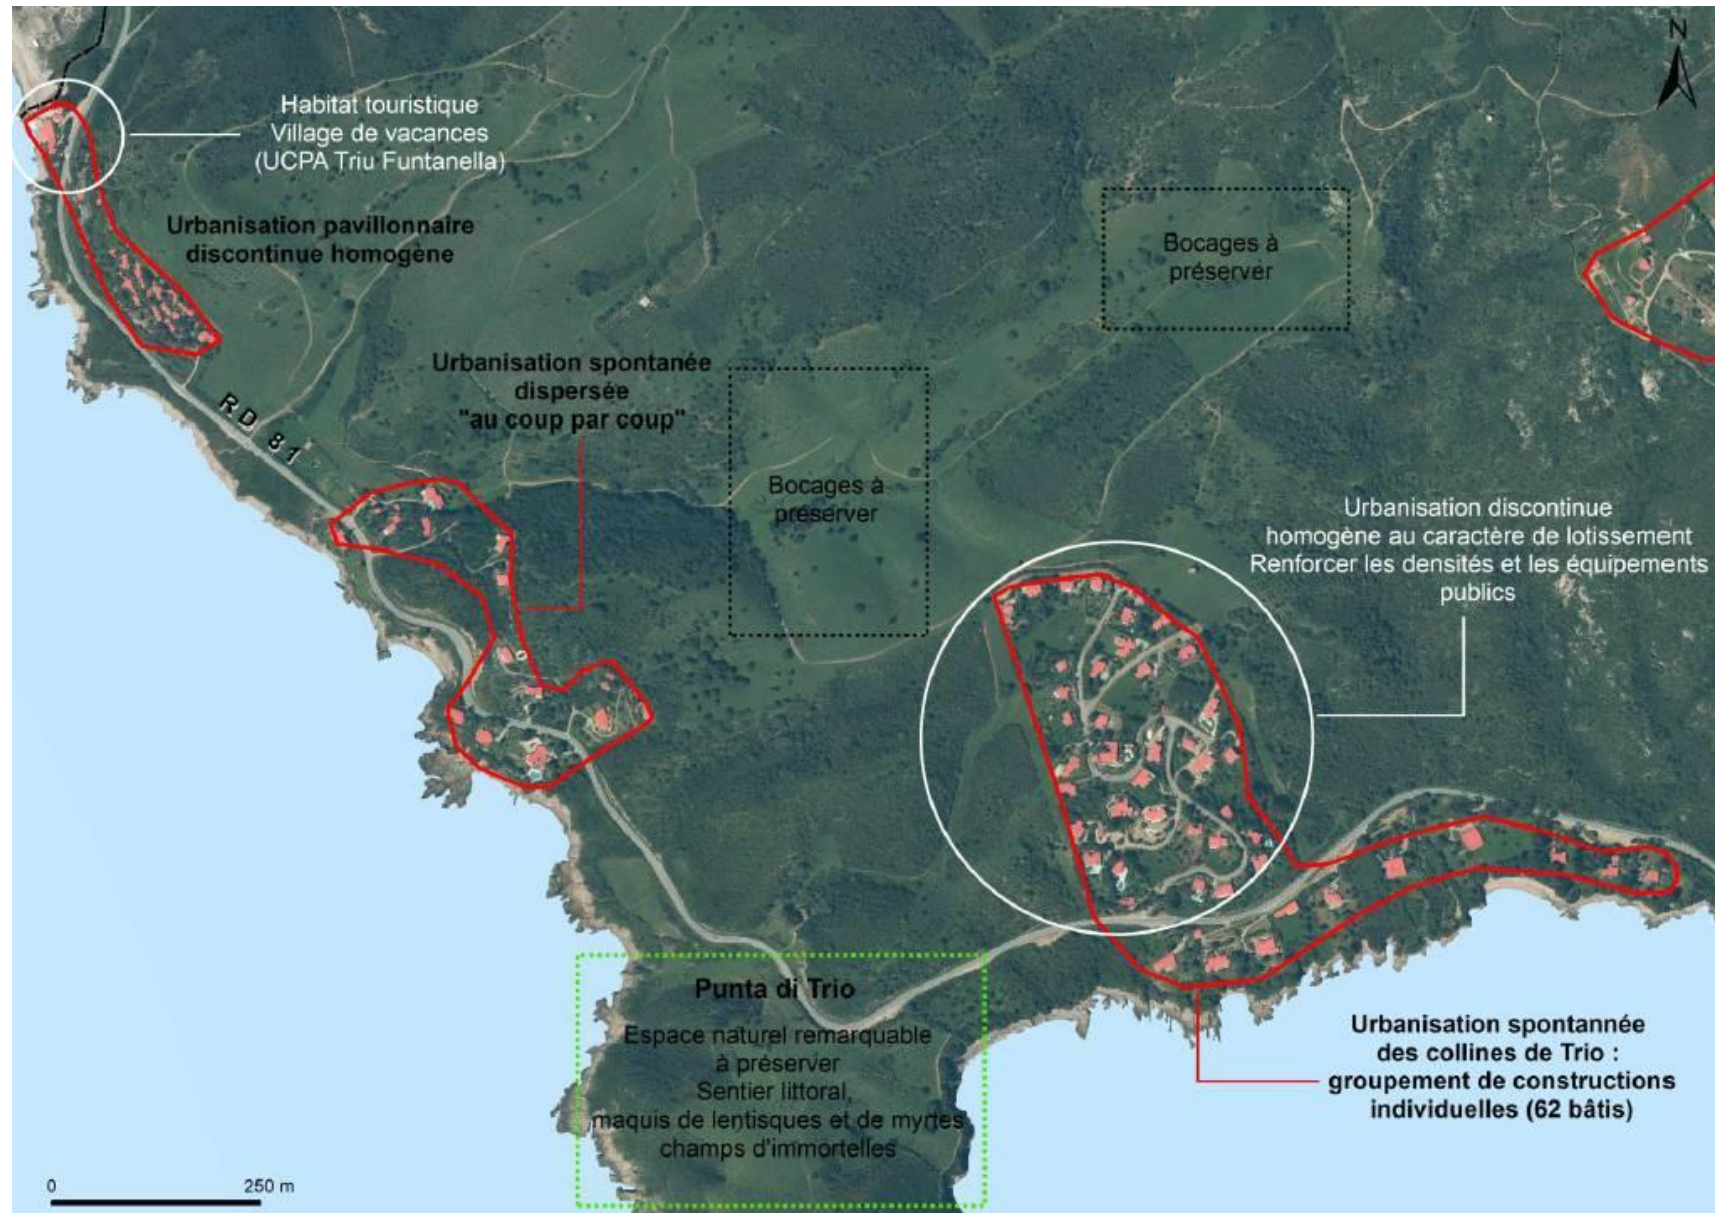 N
Habitat touristique
Village de vacances
(UCPA Triu Funtanella)
Urbanisation pavillonnaire
discontinue homogène
Bocages à
préserver
Urbanisation spontanée
dispersée
"au coup par coup"
RD 81
Bocages à
préserver
Urbanisation discontinue
homogène au caractère de lotissement
Renforcer les densités et les équipements
publics
Punta di Trio
Espace naturel remarquable
à préserver
Sentier littoral,
maquis de lentisques et de myrtes
champs d'immortelles
Urbanisation spontannée
des collines de Trio :
groupement de constructions
individuelles (62 bâtis)
0 250 m